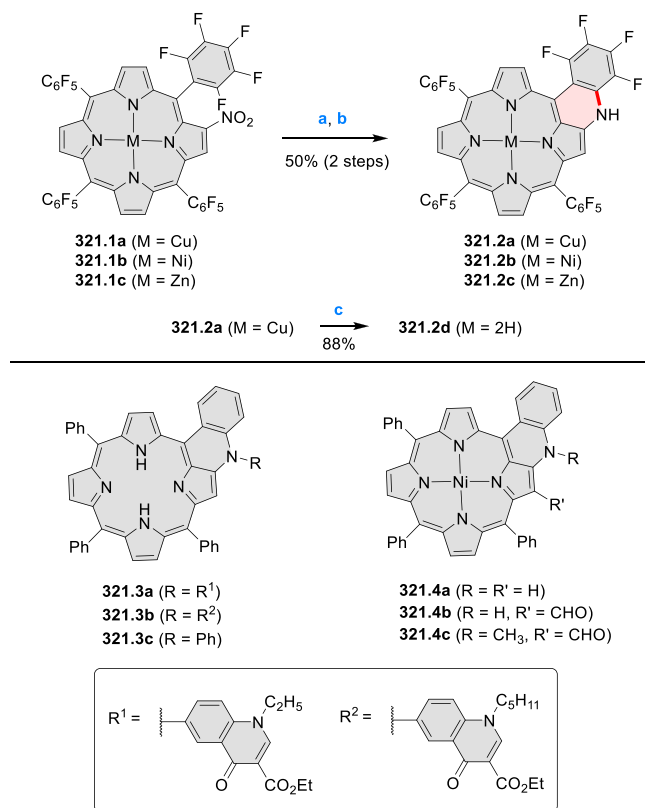 F F
F F
C6F5 F
N NO2
N M N
N
C6F5 C6F5
a, b
50% (2 steps)
F F
F F
C6F5
N NH
N M N
N
C6F5 C6F5
321.1a (M = Cu)
321.1b (M = Ni)
321.1c (M = Zn)
321.2a (M = Cu)
321.2b (M = Ni)
321.2c (M = Zn)
321.2a (M = Cu)
c
88%
321.2d (M = 2H)
Ph
N
H
N R
N N
H
N
Ph Ph
Ph
N
N R
N Ni N
R'
N
Ph Ph
321.3a (R = R1)
321.3b (R = R2)
321.3c (R = Ph)
321.4a (R = R' = H)
321.4b (R = H, R' = CHO)
321.4c (R = CH3, R' = CHO)
R1 =
C2H5
N
O CO2Et
R2 =
C5H11
N
O CO2Et